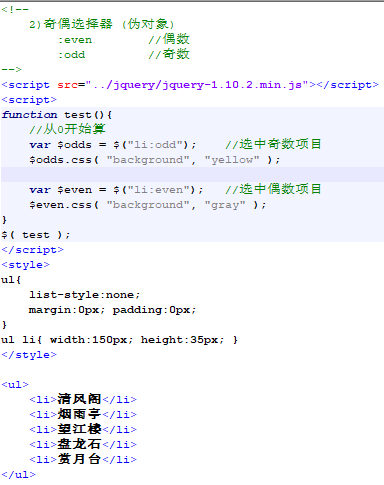 <!--
2)奇偶选择器 (伪对象)
:even //偶数
:odd //奇数
-->
<script src="../jquery/jquery-1.10.2.min.js"></script>
<script>
function test(){
//从0开始算
var $odds = $("li:odd"); //选中奇数项目
$odds.css( "background", "yellow" );
var $even = $("li:even"); //选中偶数项目
$even.css( "background", "gray" );
}
$( test );
</script>
<style>
ul{
list-style:none;
margin:0px; padding:0px;
}
ul li{ width:150px; height:35px; }
</style>
<ul>
<li>清风阁</li>
<li>烟雨亭</li>
<li>望江楼</li>
<li>盘龙石</li>
<li>赏月台</li>
</ul>